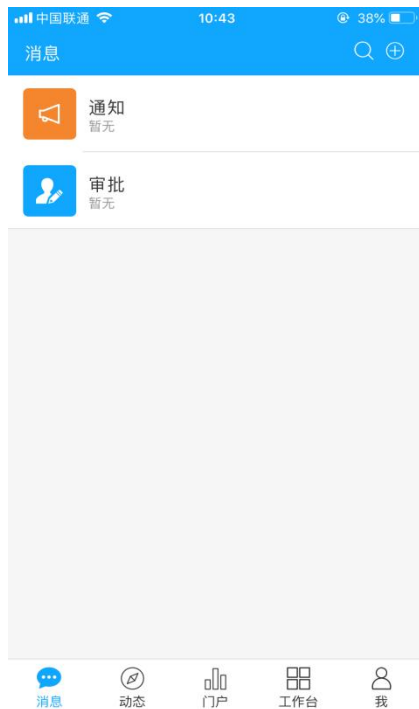 中国联通 10:43 38%
消息
通知
暂无
审批
暂无
消息 动态 门户 工作台 我